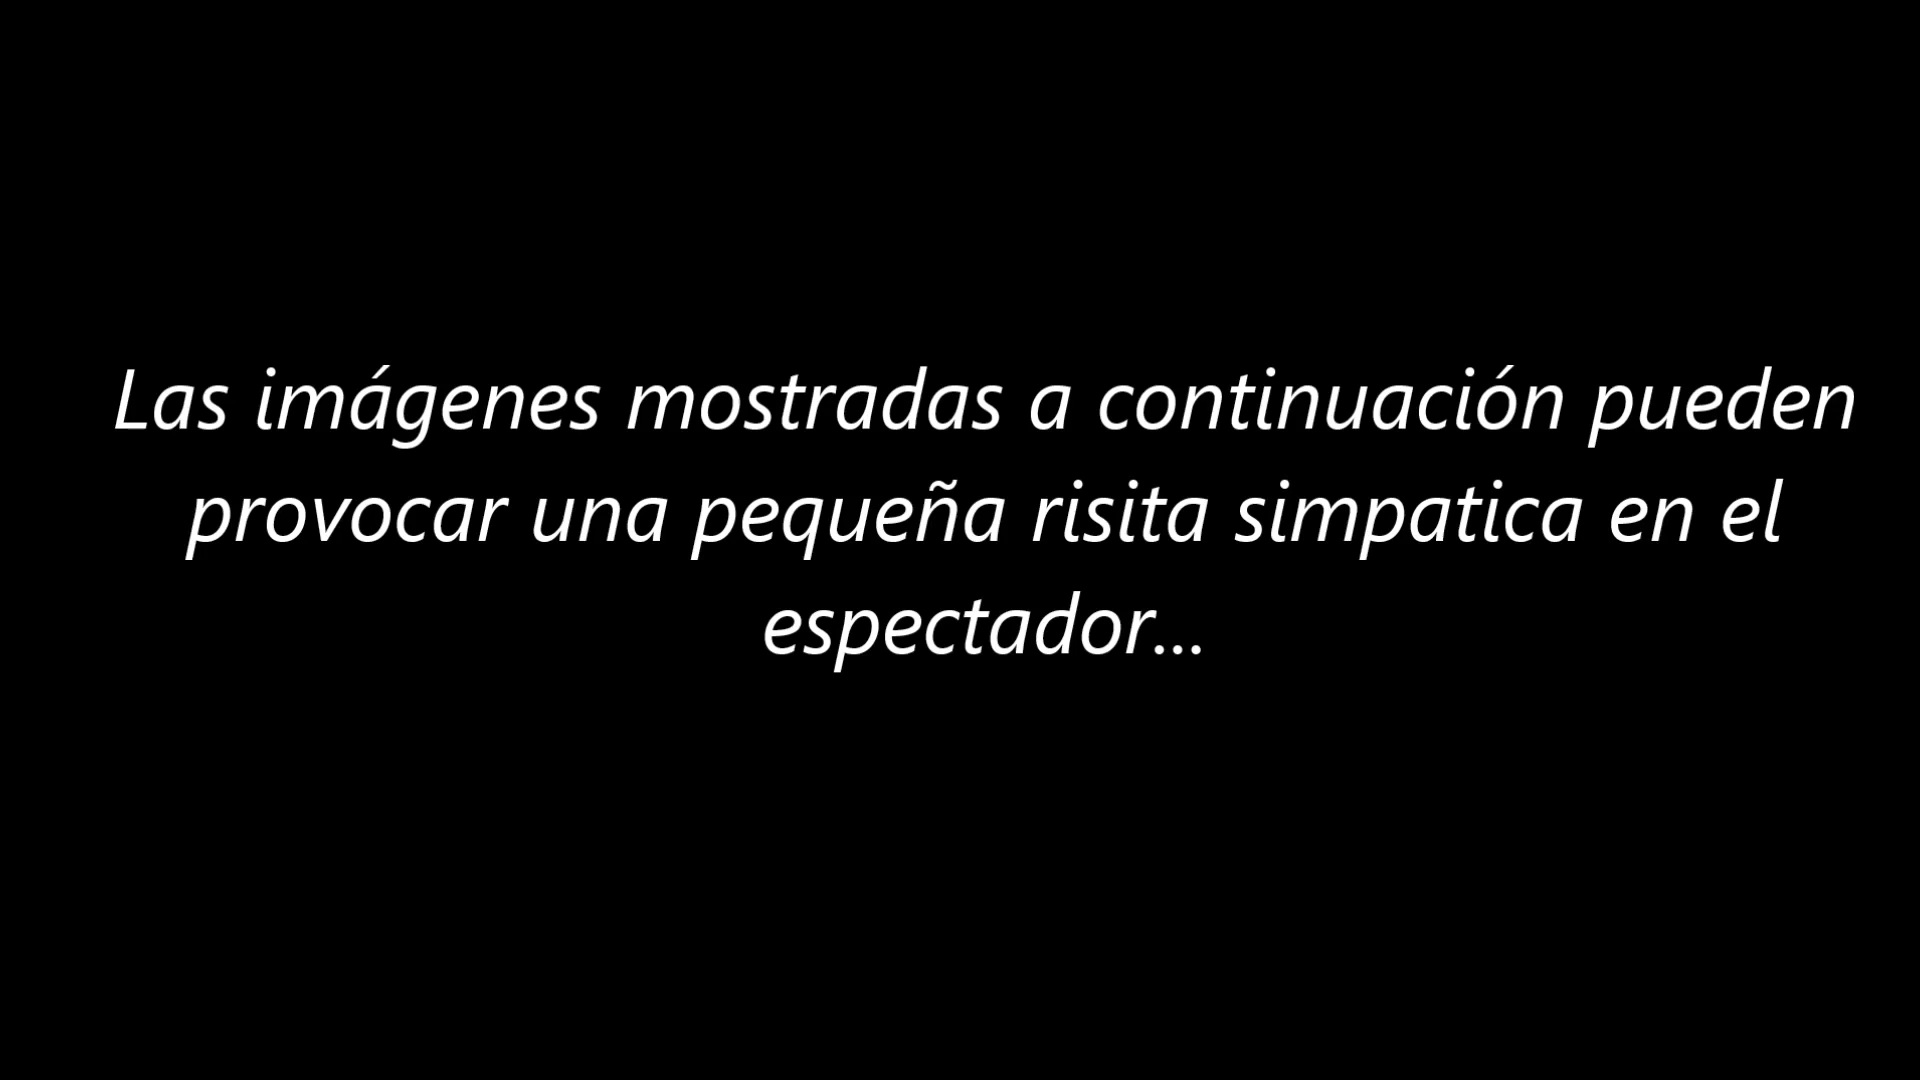 Las imágenes mostradas a continuación pueden
provocar una pequeña risita simpatica en el
espectador...